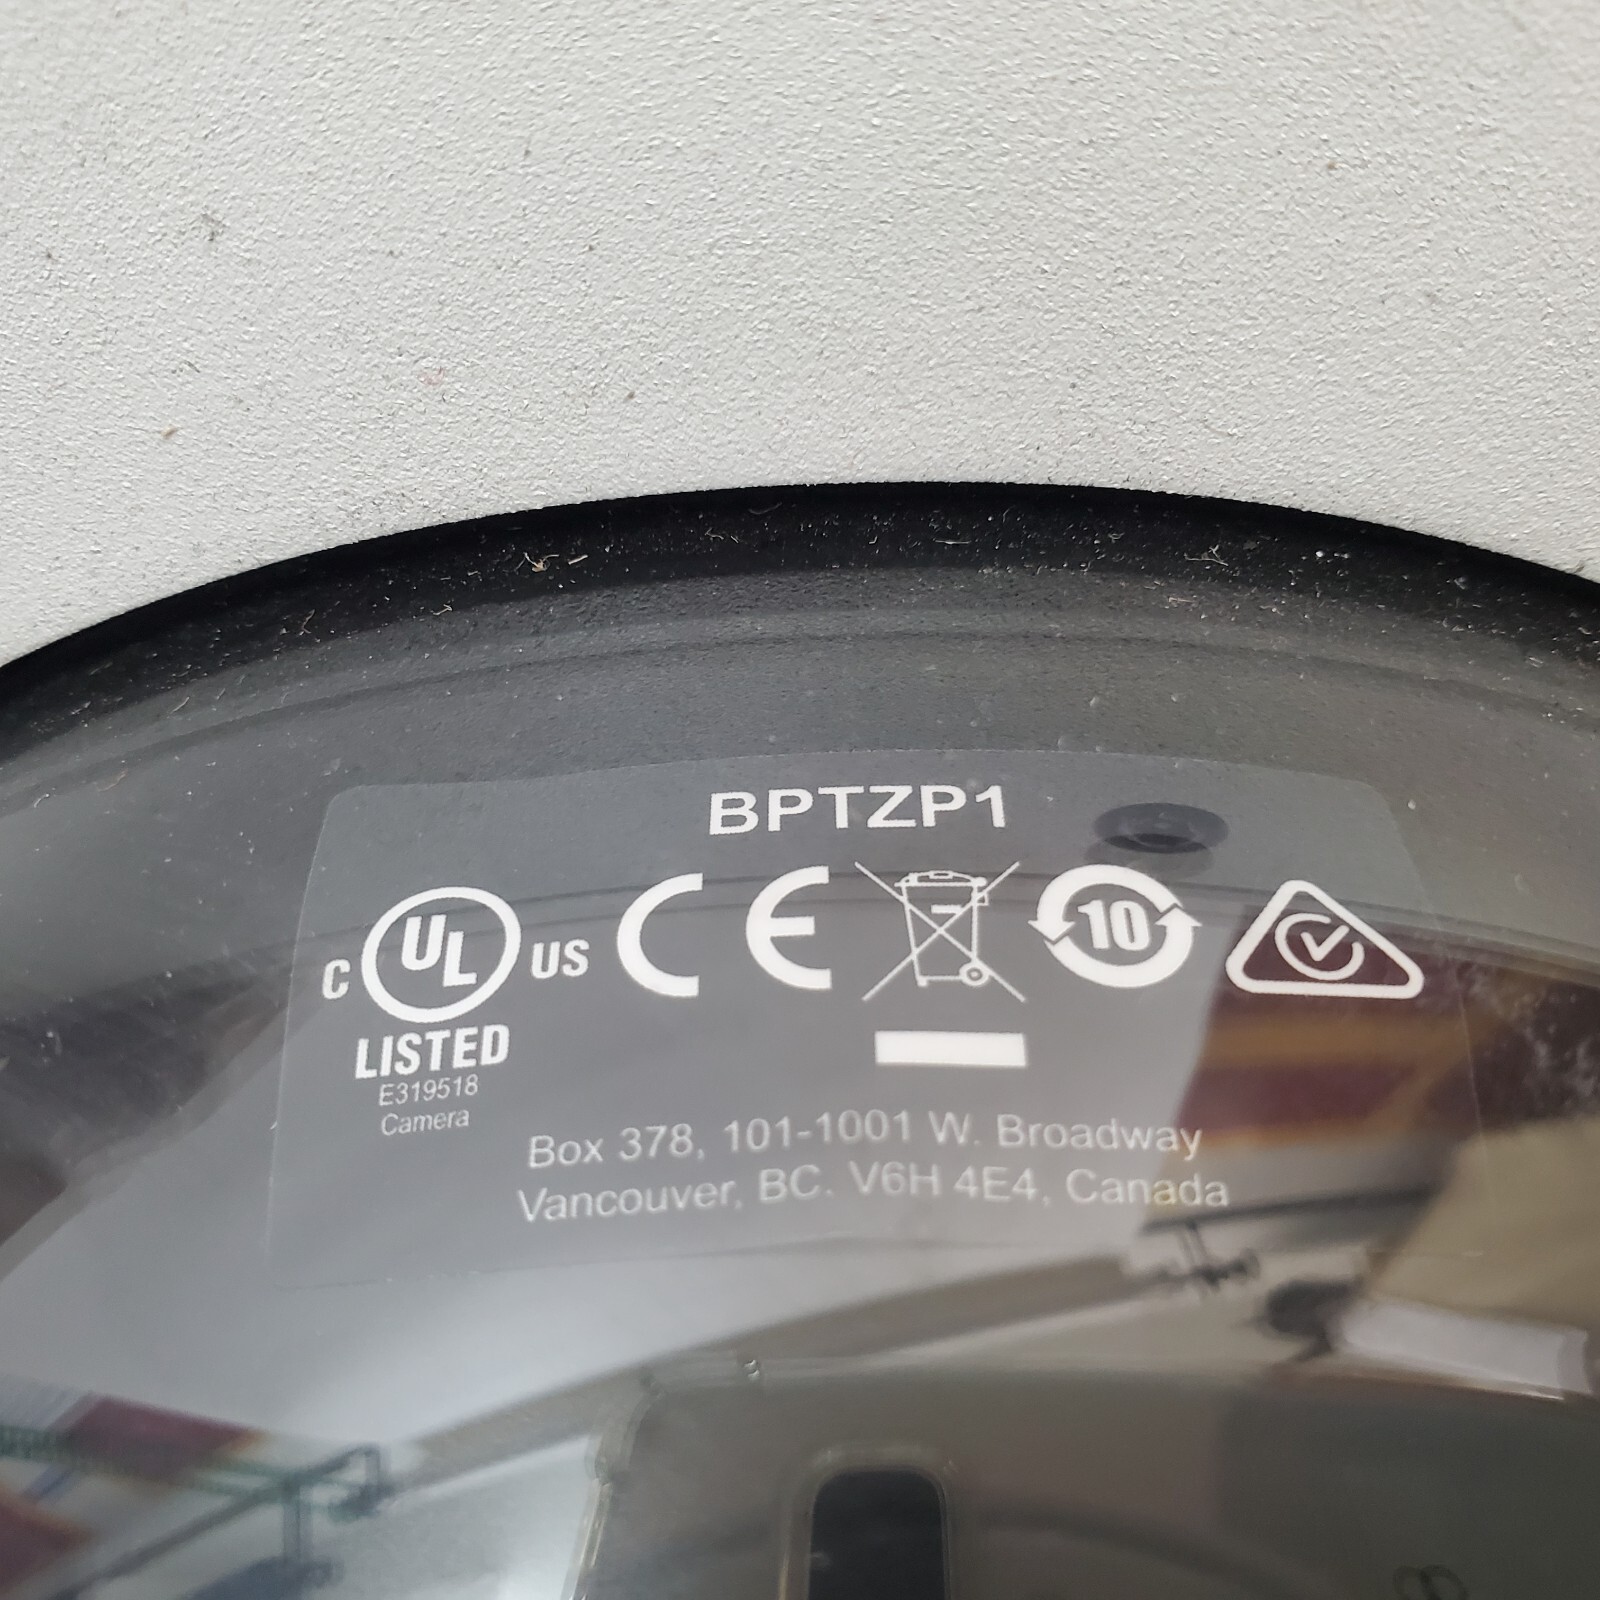 BPTZP1
C UL US CE 10
LISTED
E319518
Camera
Box 378, 101-1001 W. Broadway
Vancouver, BC. V6H 4E4, Canada